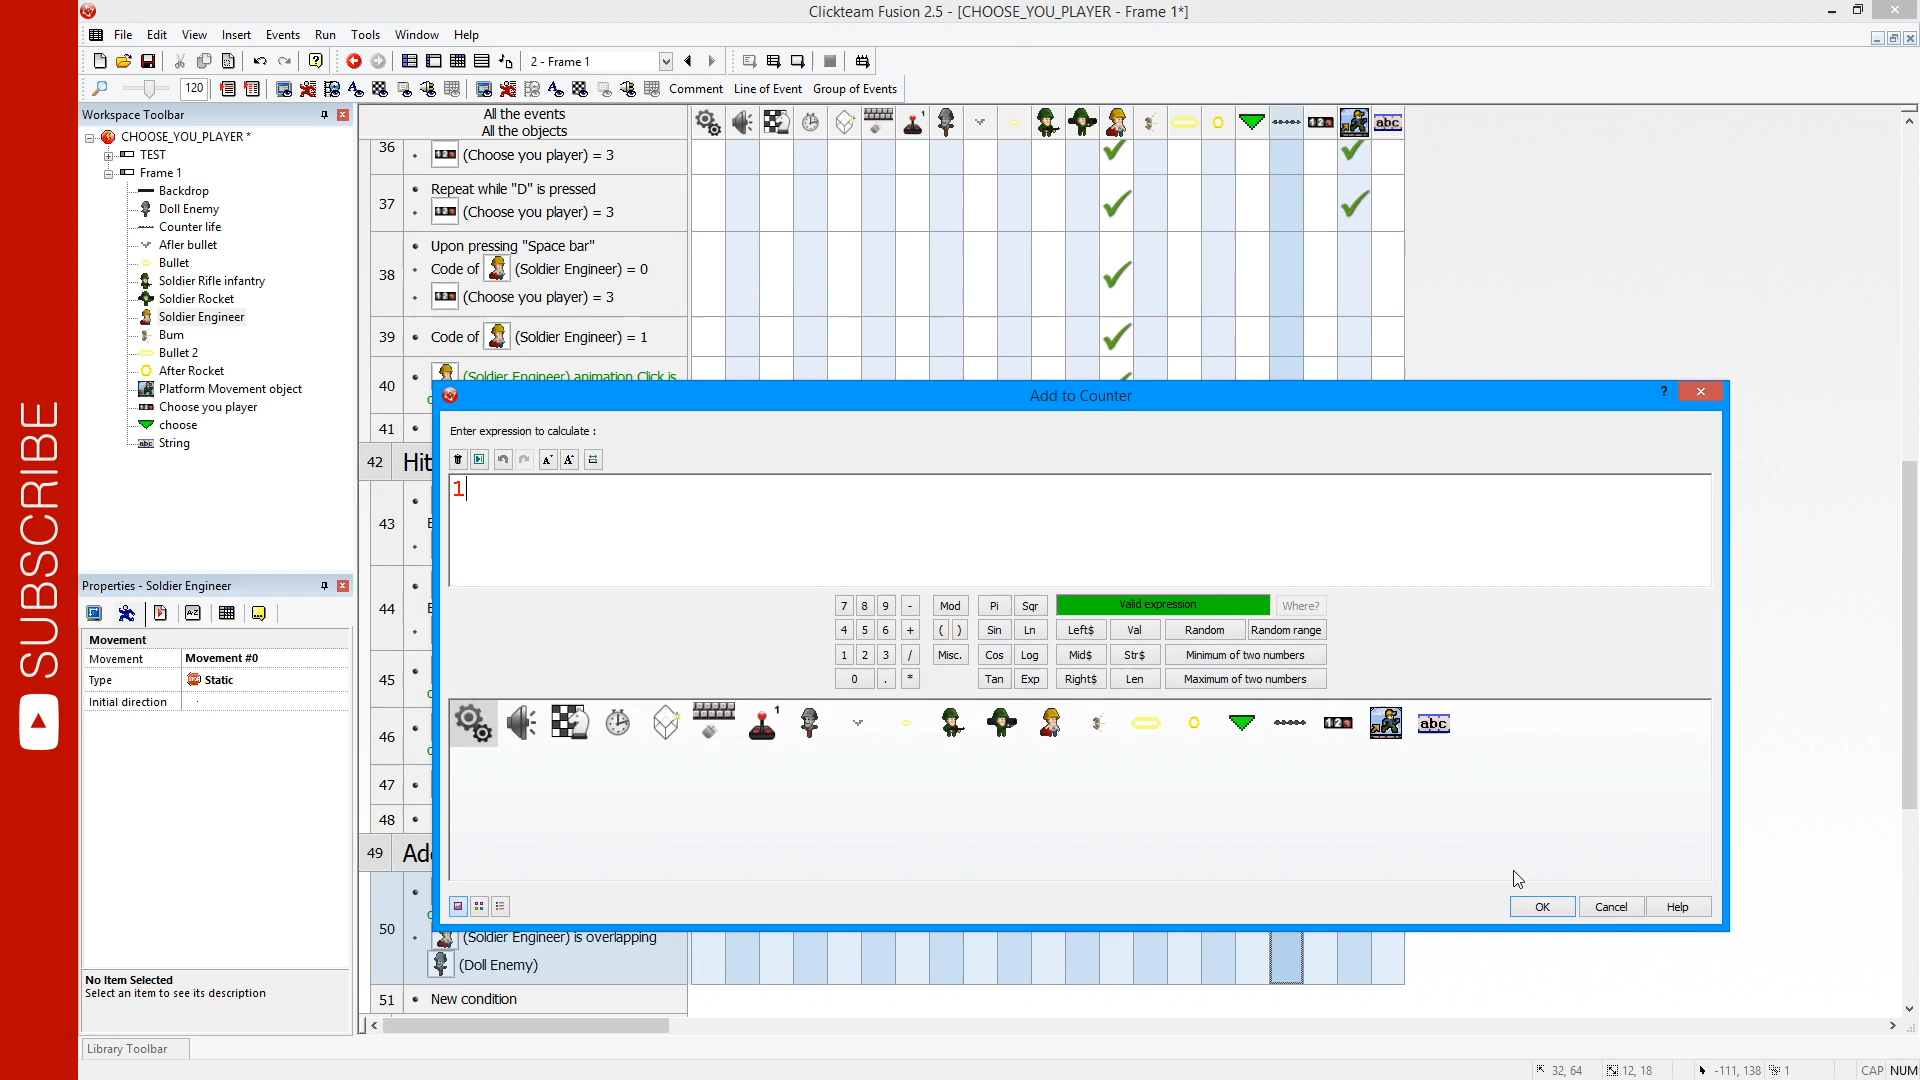 Clickteam Fusion 2.5 - [CHOOSE_YOU_PLAYER - Frame 1*]
File Edit View Insert Events Run Tools Window Help
2 - Frame 1
120
Comment Line of Event Group of Events
Workspace Toolbar
CHOOSE_YOU_PLAYER *
TEST
Frame 1
Backdrop
Doll Enemy
Counter life
Afler bullet
Bullet
Soldier Rifle infantry
Soldier Rocket
Soldier Engineer
Bum
Bullet 2
After Rocket
Platform Movement object
Choose you player
choose
String
abc
Properties - Soldier Engineer
Movement
Movement Movement #0
Type Static
Initial direction
No Item Selected
Select an item to see its description
Library Toolbar
SUBSCRIBE
All the events
All the objects
abc
36 (Choose you player) = 3
37 Repeat while "D" is pressed
(Choose you player) = 3
38 Upon pressing "Space bar"
Code of (Soldier Engineer) = 0
(Choose you player) = 3
39 Code of (Soldier Engineer) = 1
40 (Soldier Engineer) animation Click is
41
42 Hit
43
44
45
46
47
48
49
50 (Soldier Engineer) is overlapping
(Doll Enemy)
51 New condition
Add to Counter
Enter expression to calculate :
1
7 8 9 - Mod Pi Sqr Valid expression Where?
4 5 6 + ( ) Sin Ln Left$ Val Random Random range
1 2 3 / Misc. Cos Log Mid$ Str$ Minimum of two numbers
0 . * Tan Exp Right$ Len Maximum of two numbers
1
abc
OK Cancel Help
32, 64 12, 18 -111, 138 1 CAP NUM